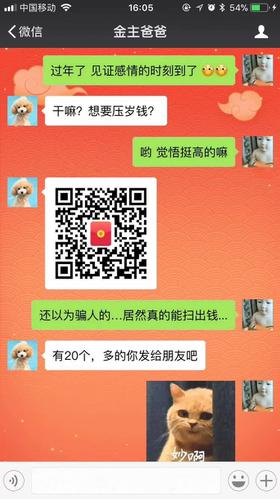 中国移动 16:05 54%
微信 金主爸爸
过年了 见证感情的时刻到了
干嘛？想要压岁钱？
哟 觉悟挺高的嘛
还以为骗人的...居然真的能扫出钱...
有20个，多的你发给朋友吧
妙啊